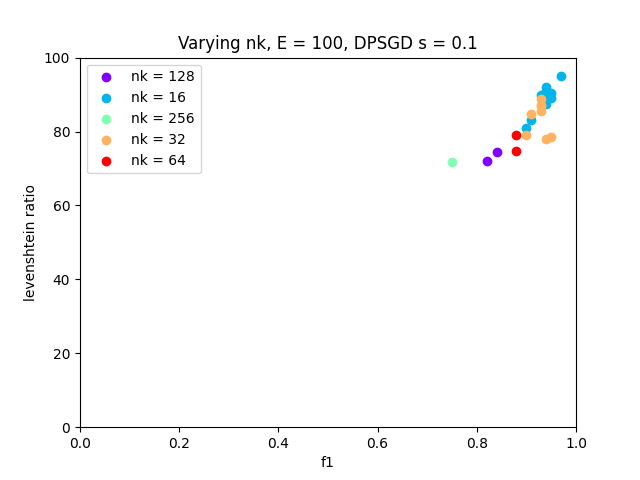 Varying nk, E = 100, DPSGD s = 0.1
100
80
60
40
20
0
levenshtein ratio
nk = 128
nk = 16
nk = 256
nk = 32
nk = 64
0.0 0.2 0.4 0.6 0.8 1.0
f1